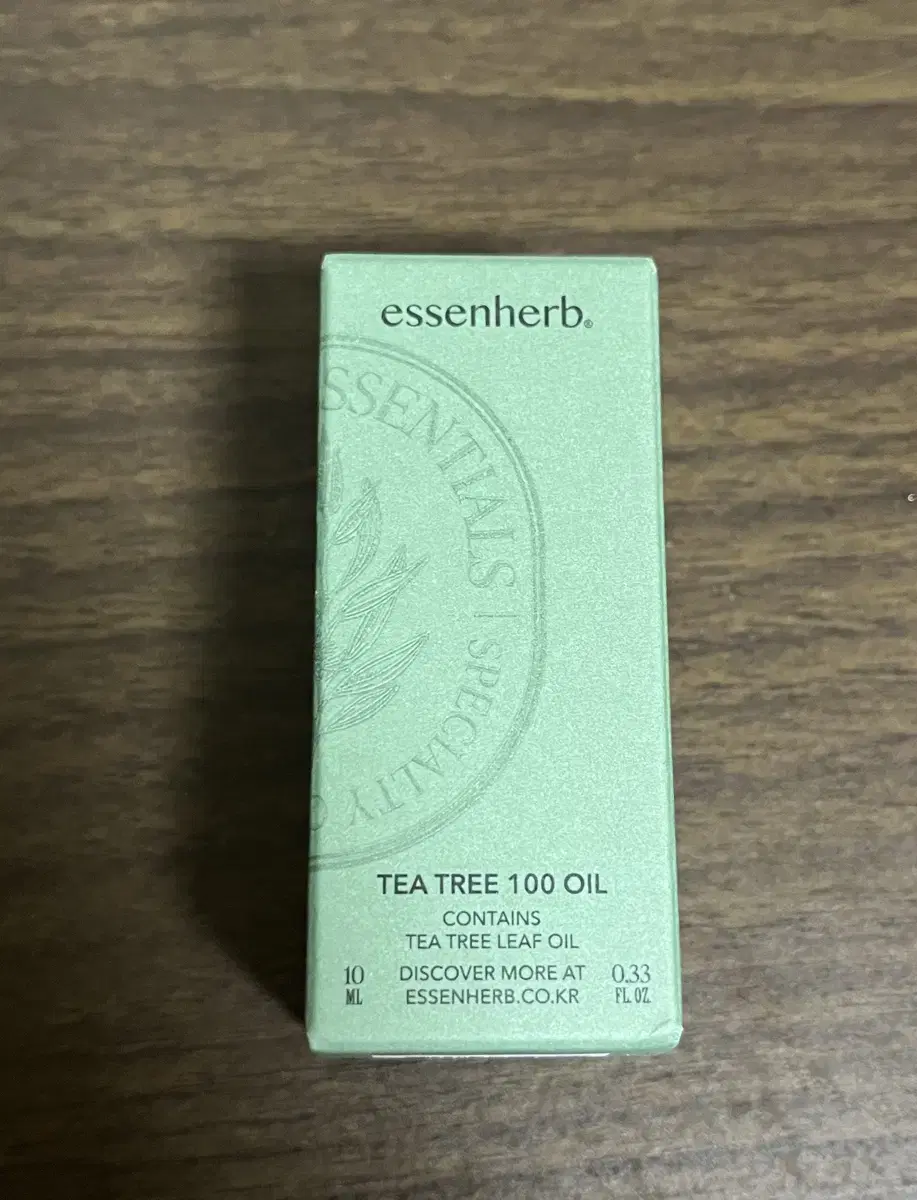 essenherb®
SSENTIALS | SPECIALTY
TEA TREE 100 OIL
CONTAINS
TEA TREE LEAF OIL
10
ML
DISCOVER MORE AT
ESSENHERB.CO.KR
0.33
FL. OZ.